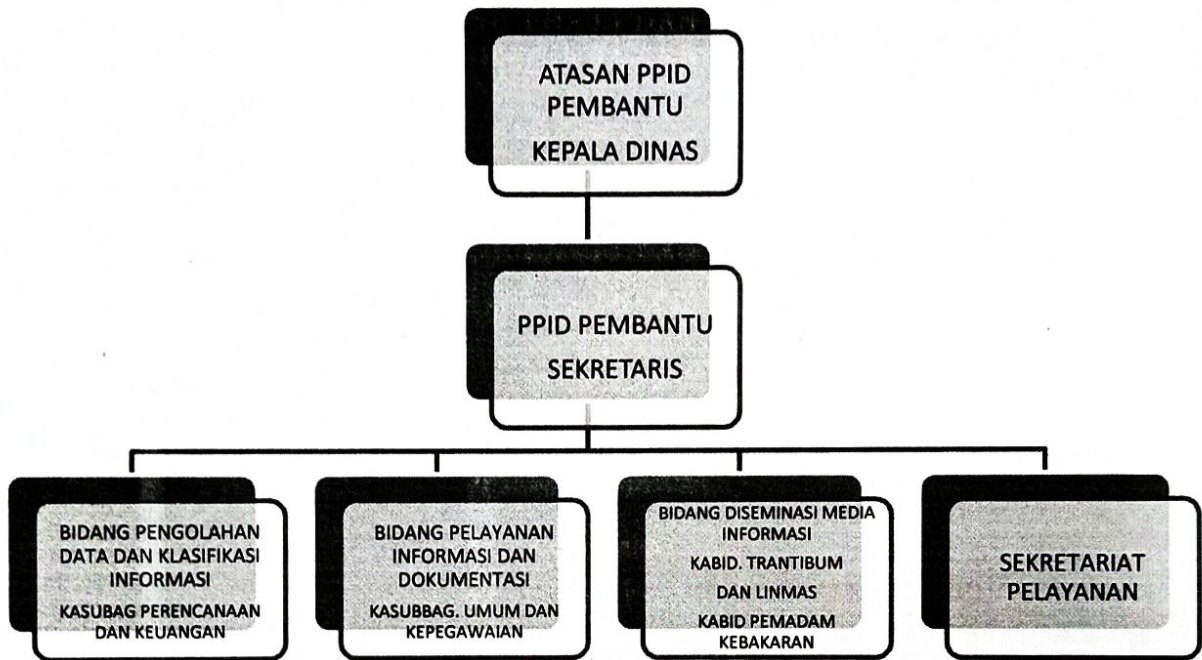 ATASAN PPID
PEMBANTU
KEPALA DINAS
PPID PEMBANTU
SEKRETARIS
BIDANG PENGOLAHAN
DATA DAN KLASIFIKASI
INFORMASI
KASUBAG PERENCANAAN
DAN KEUANGAN
BIDANG PELAYANAN
INFORMASI DAN
DOKUMENTASI
KASUBBAG. UMUM DAN
KEPEGAWAIAN
BIDANG DISEMINASI MEDIA
INFORMASI
KABID. TRANTIBUM
DAN LINMAS
KABID PEMADAM
KEBAKARAN
SEKRETARIAT
PELAYANAN